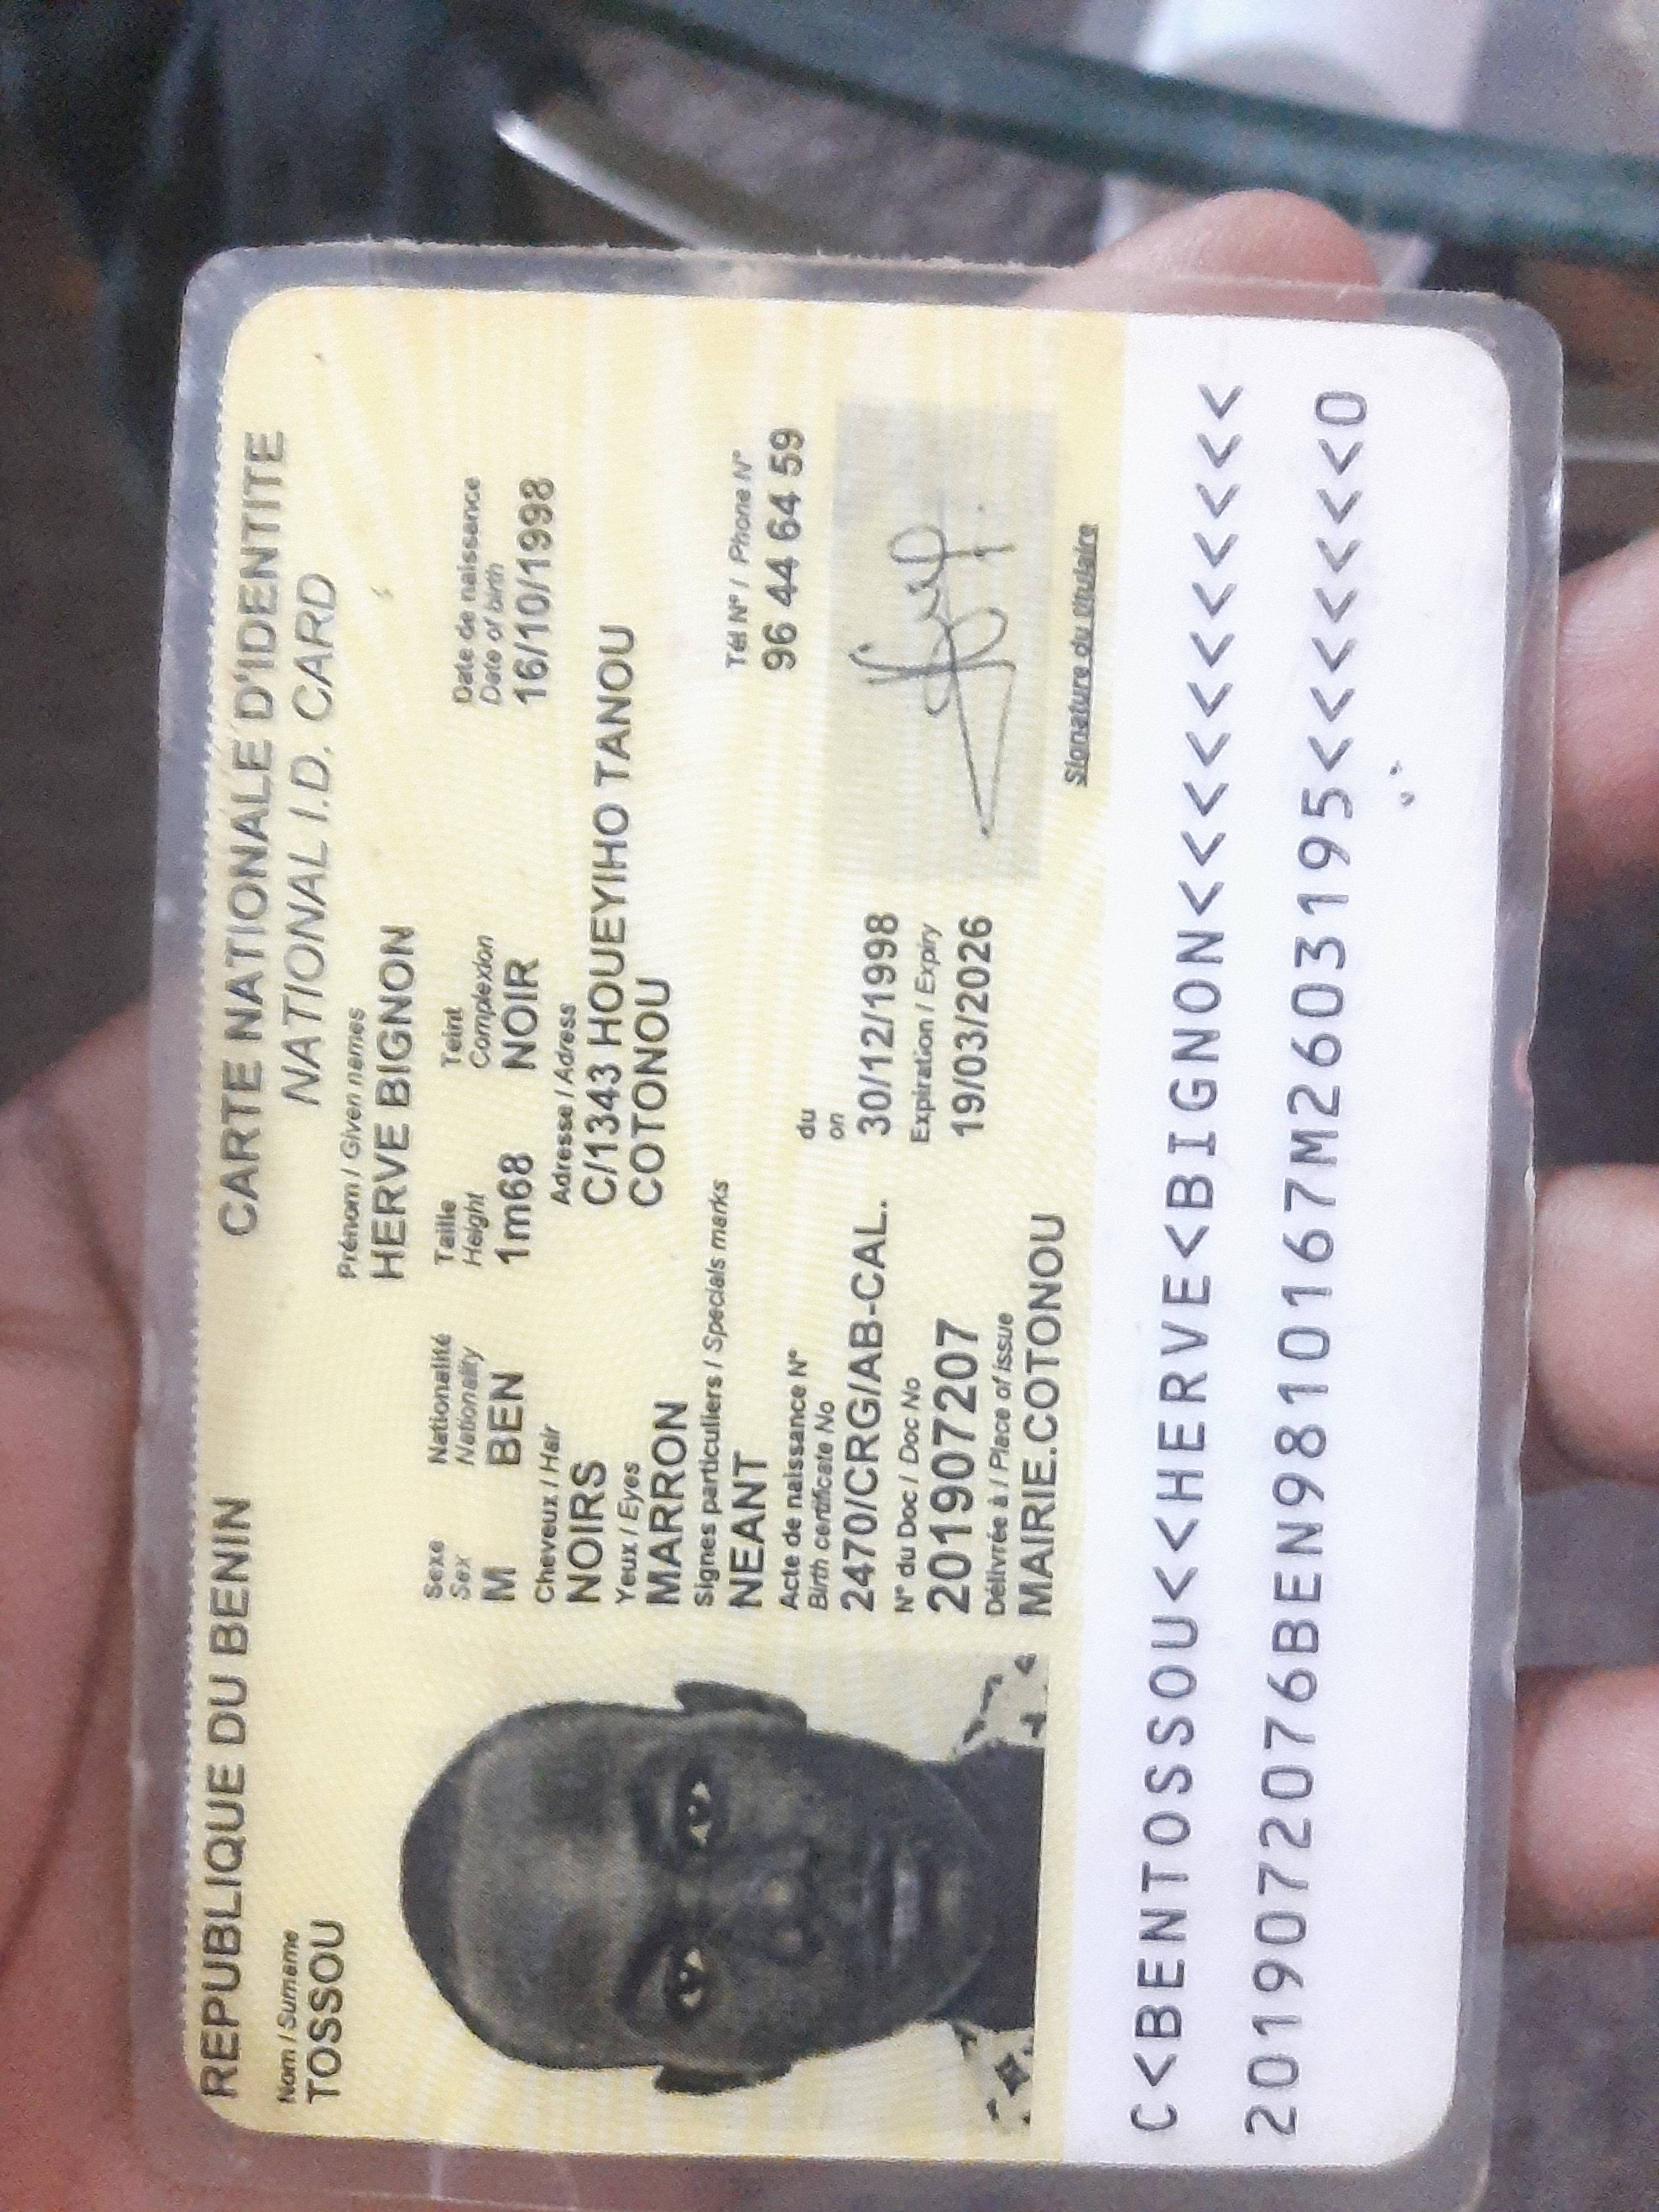 REPUBLIQUE DU BENIN
CARTE NATIONALE D'IDENTITE
NATIONAL I.D. CARD
Nom / Surname
TOSSOU
Prénom / Given names
HERVE BIGNON
Sexe
Sex
M
Nationalité
Nationality
BEN
Taille
Height
1m68
Teint
Complexion
NOIR
Date de naissance
Date of birth
16/10/1998
Cheveux / Hair
NOIRS
Adresse / Adress
C/1343 HOUEYIHO TANOU
COTONOU
Yeux / Eyes
MARRON
Signes particuliers / Specials marks
NEANT
Tél N° / Phone N°
96 44 64 59
Acte de naissance N°
Birth certificate No
2470/CRG/AB-CAL.
du
on
30/12/1998
N° du Doc / Doc No
201907207
Expiration / Expiry
19/03/2026
Délivrée à / Place of issue
MAIRIE.COTONOU
Signature du titulaire
C<BENTOSSOU<<HERVE<BIGNON<<<<<<<<<<<
2019072076BEN9810167M2603195<<<<<<<0